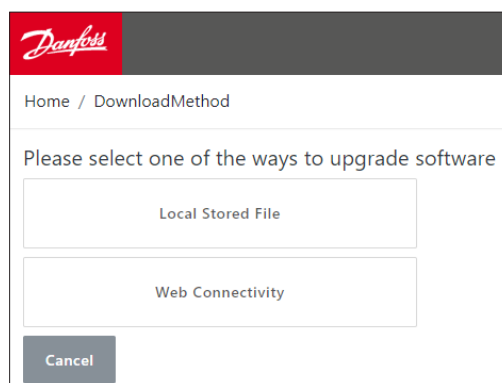 Danfoss
Home / DownloadMethod
Please select one of the ways to upgrade software
Local Stored File
Web Connectivity
Cancel